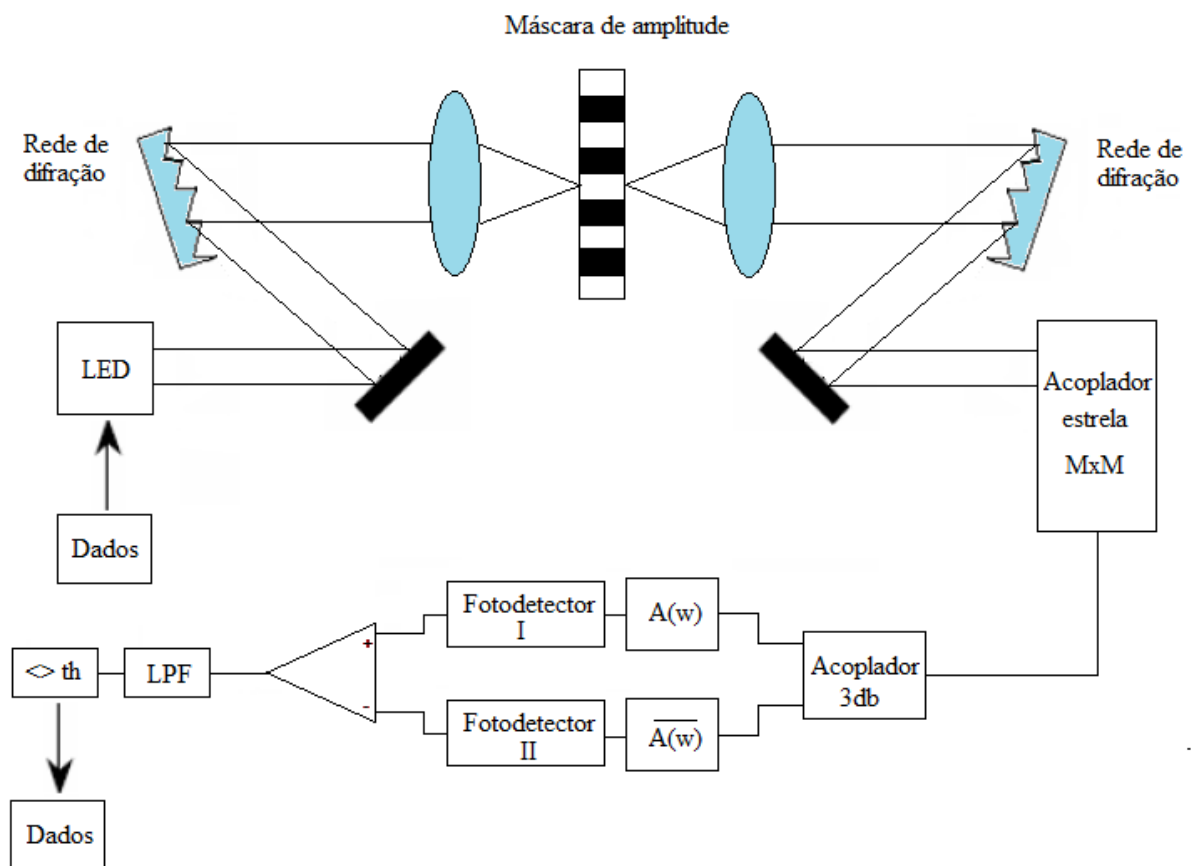 Máscara de amplitude
Rede de
difração
Rede de
difração
LED
Acoplador
estrela
MxM
Dados
Fotodetector
I
A(w)
+
Acoplador
3db
<> th
LPF
-
Fotodetector
II
A(w)
Dados